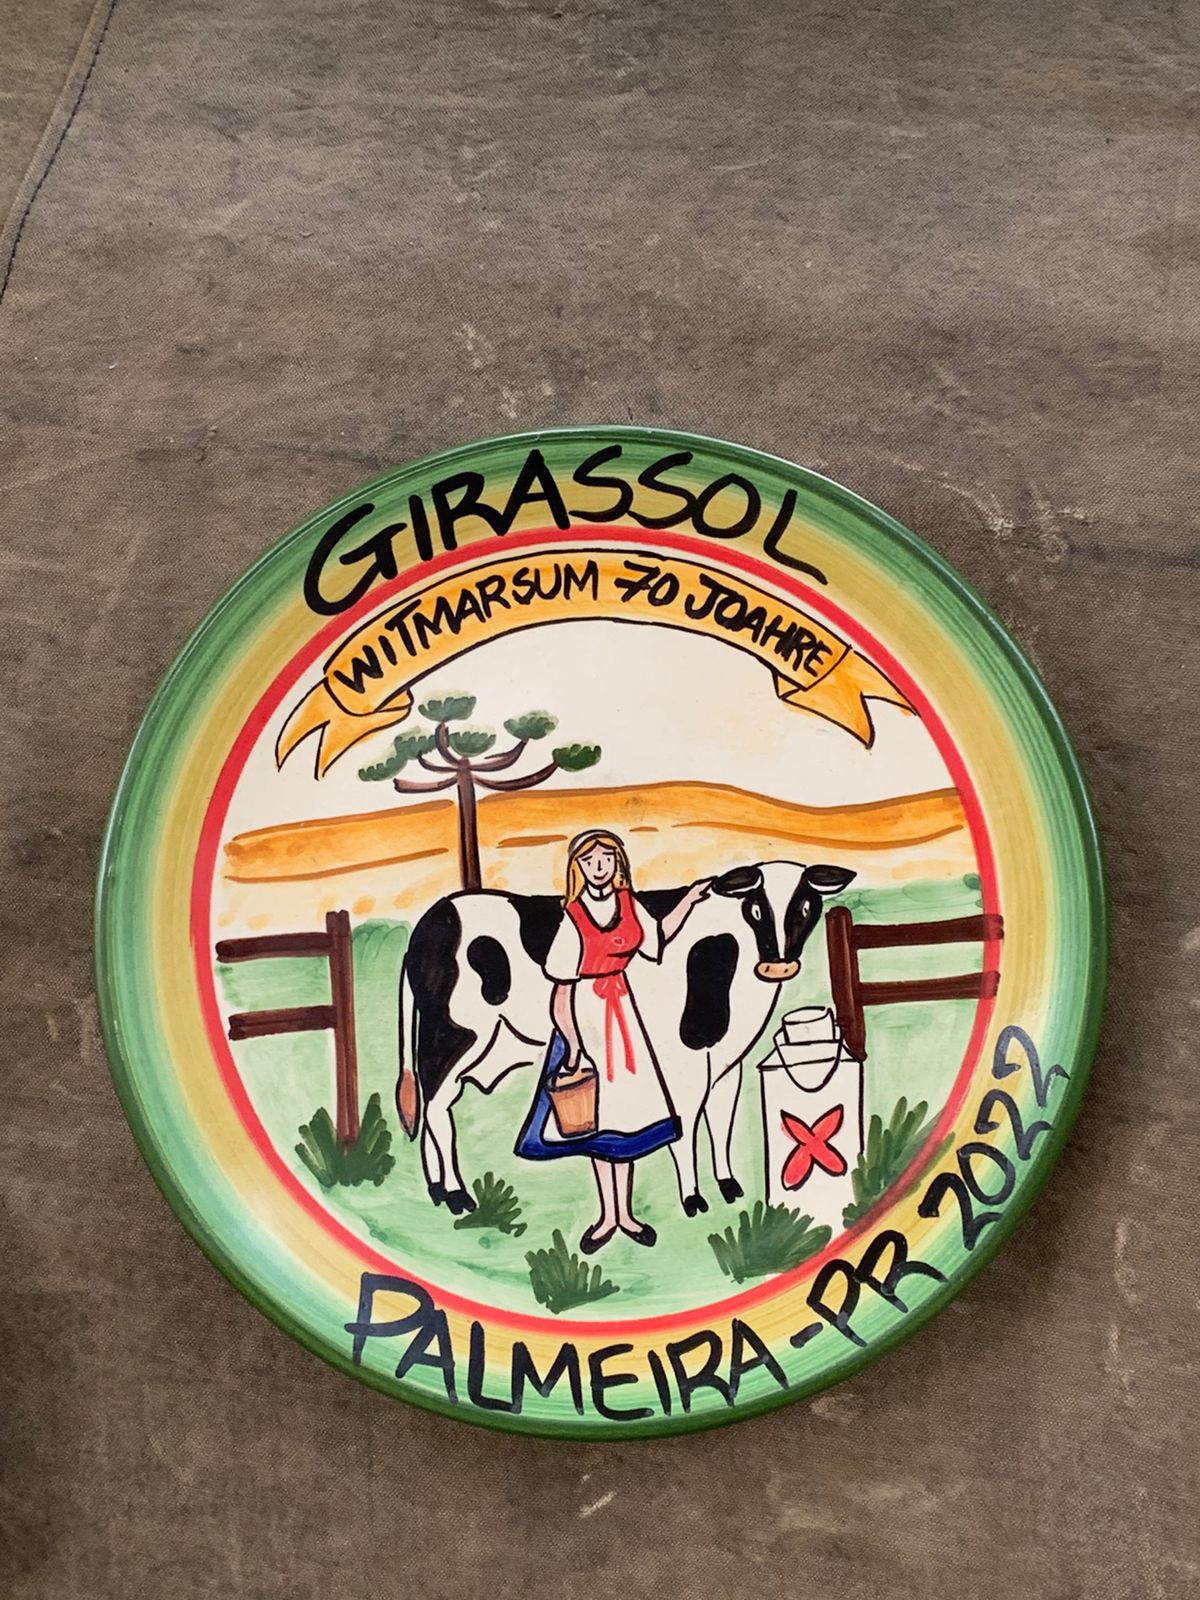 GIRASSOL
WITMARSUM 70 JOAHRE
PALMEIRA-PR 2022